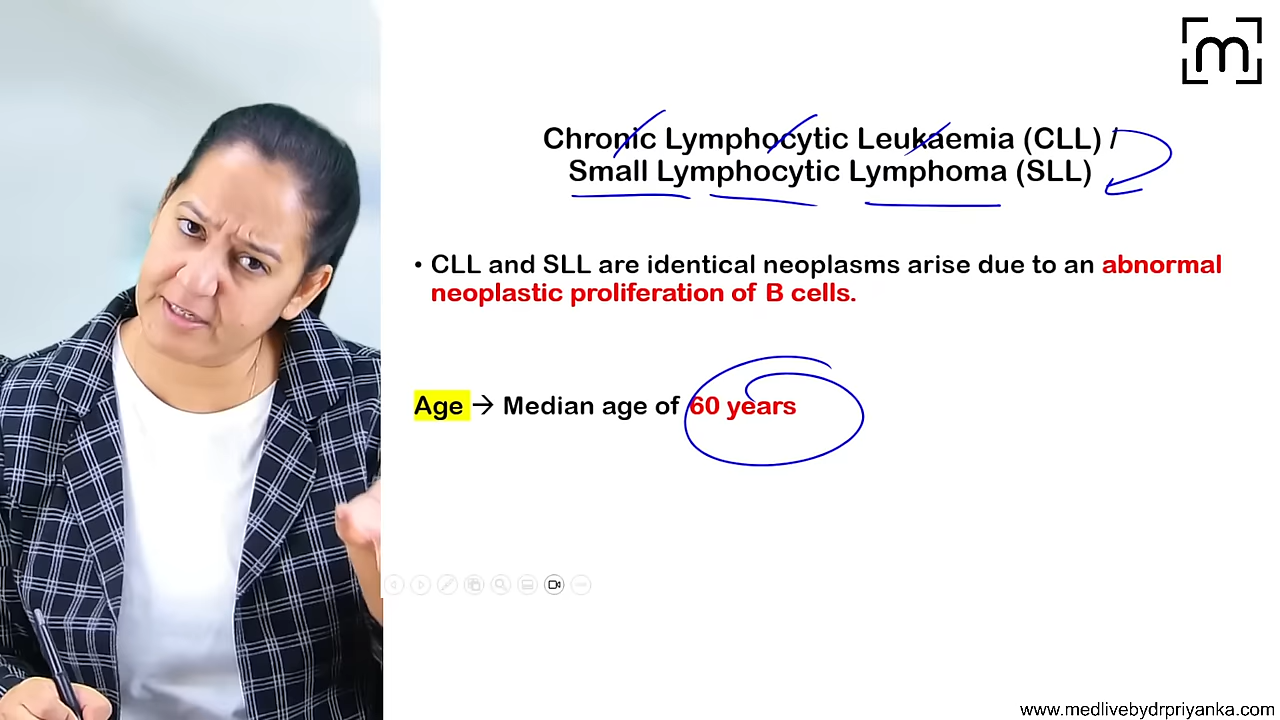 m
Chronic Lymphocytic Leukaemia (CLL) /
Small Lymphocytic Lymphoma (SLL)
• CLL and SLL are identical neoplasms arise due to an abnormal
neoplastic proliferation of B cells.
Age → Median age of 60 years
www.medlivebydrpriyanka.com